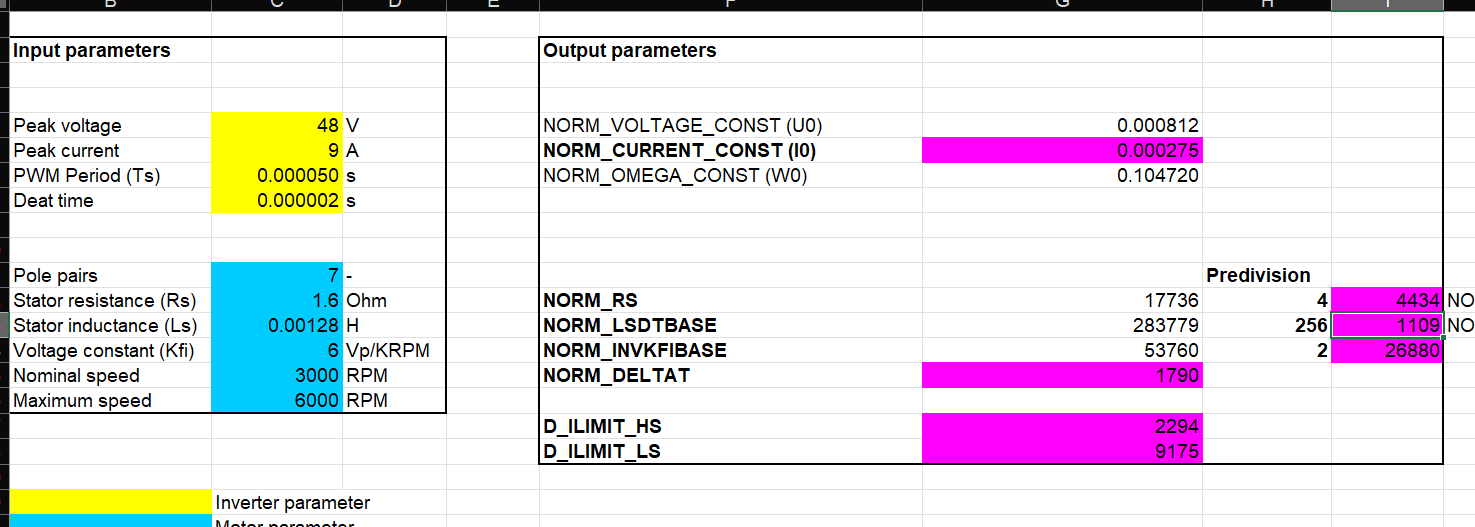 B C D E F G H I
Input parameters Output parameters
Peak voltage 48 V NORM_VOLTAGE_CONST (U0) 0.000812
Peak current 9 A NORM_CURRENT_CONST (I0) 0.000275
PWM Period (Ts) 0.000050 s NORM_OMEGA_CONST (W0) 0.104720
Deat time 0.000002 s
Pole pairs 7 - Predivision
Stator resistance (Rs) 1.6 Ohm NORM_RS 17736 4 4434 NO
Stator inductance (Ls) 0.00128 H NORM_LSDTBASE 283779 256 1109 NO
Voltage constant (Kfi) 6 Vp/KRPM NORM_INVKFIBASE 53760 2 26880
Nominal speed 3000 RPM NORM_DELTAT 1790
Maximum speed 6000 RPM
D_ILIMIT_HS 2294
D_ILIMIT_LS 9175
Inverter parameter
Motor parameter